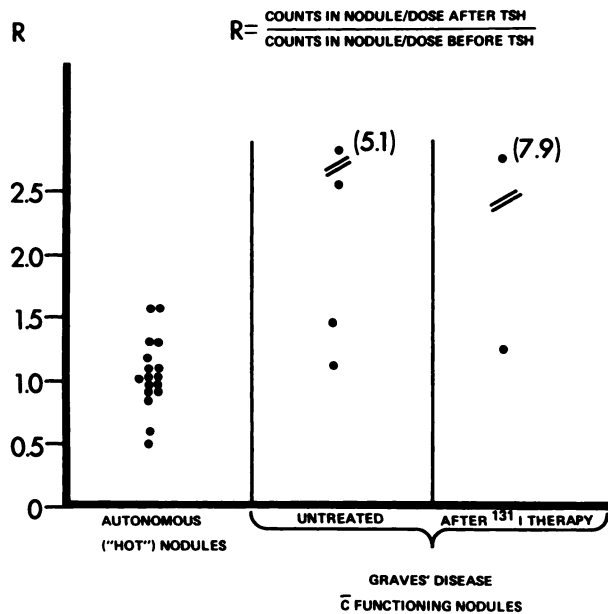 R
R= COUNTS IN NODULE/DOSE AFTER TSH
COUNTS IN NODULE/DOSE BEFORE TSH
(5.1)
(7.9)
2.5
2.0
1.5
1.0
0.5
0
AUTONOMOUS
("HOT") NODULES
UNTREATED
AFTER ¹³¹I THERAPY
GRAVES' DISEASE
C̄ FUNCTIONING NODULES